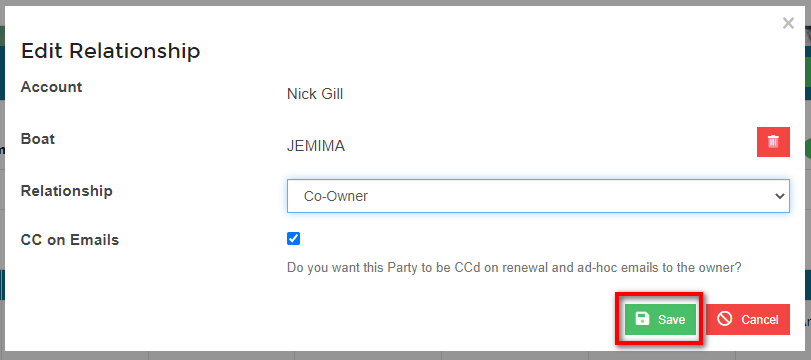 ×
Edit Relationship
Account Nick Gill
Boat JEMIMA
Relationship Co-Owner
CC on Emails
Do you want this Party to be CCd on renewal and ad-hoc emails to the owner?
Save Cancel